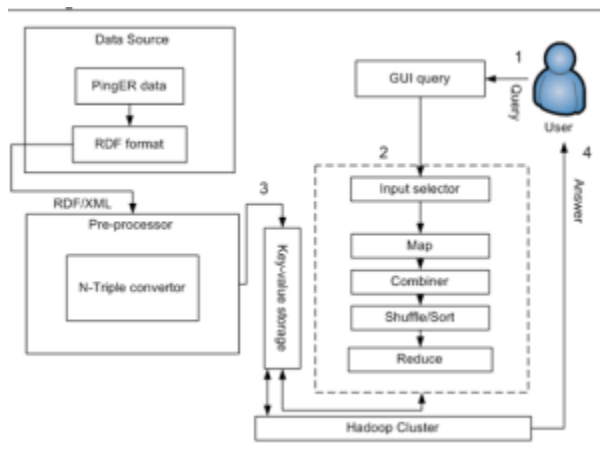 Data Source
PingER data
RDF format
RDF/XML
Pre-processor
N-Triple convertor
3
Key-value storage
GUI query
1
Query
User
2
4
Answer
Input selector
Map
Combiner
Shuffle/Sort
Reduce
Hadoop Cluster